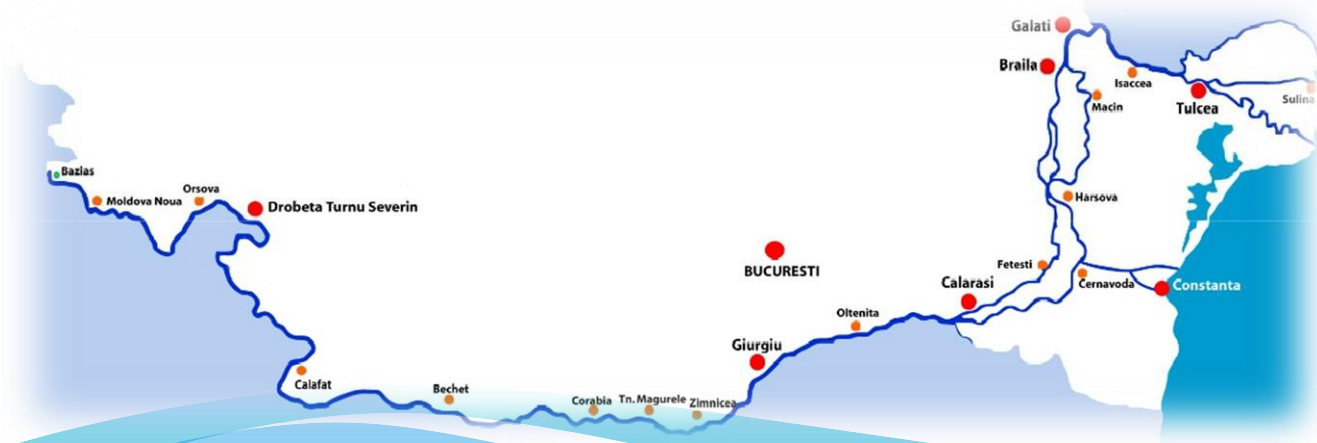 Galati
Braila
Isaccea
Macin
Tulcea
Sulina
Bazias
Moldova Noua
Orsova
Drobeta Turnu Severin
Harsova
BUCURESTI
Fetesti
Cernavoda
Constanta
Calarasi
Oltenita
Giurgiu
Calafat
Bechet
Corabia
Tn. Magurele
Zimnicea